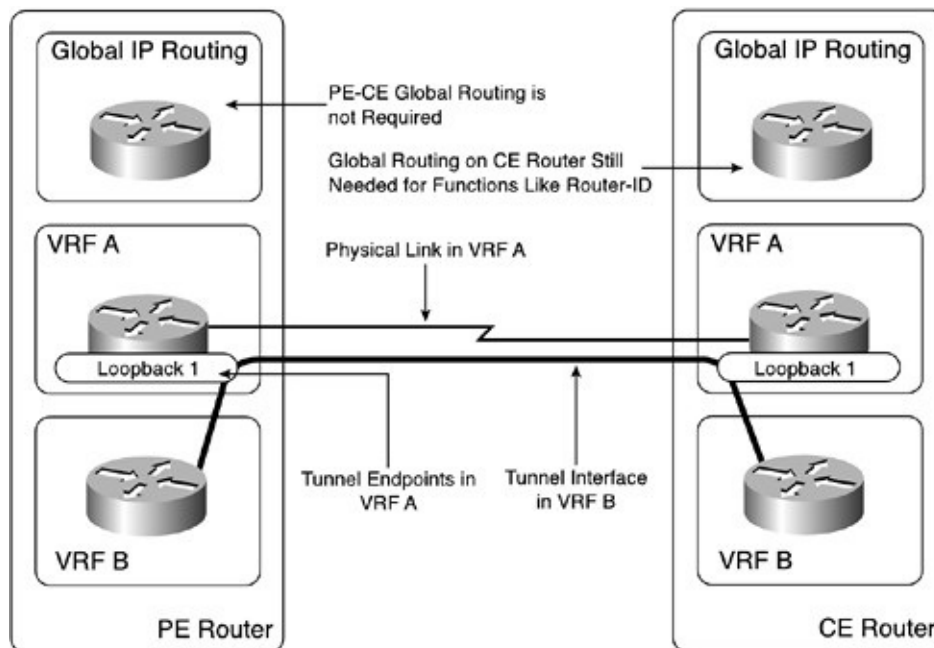 Global IP Routing
Global IP Routing
PE-CE Global Routing is
not Required
Global Routing on CE Router Still
Needed for Functions Like Router-ID
VRF A
VRF A
Physical Link in VRF A
Loopback 1
Loopback 1
Tunnel Endpoints in
VRF A
Tunnel Interface
in VRF B
VRF B
VRF B
PE Router
CE Router